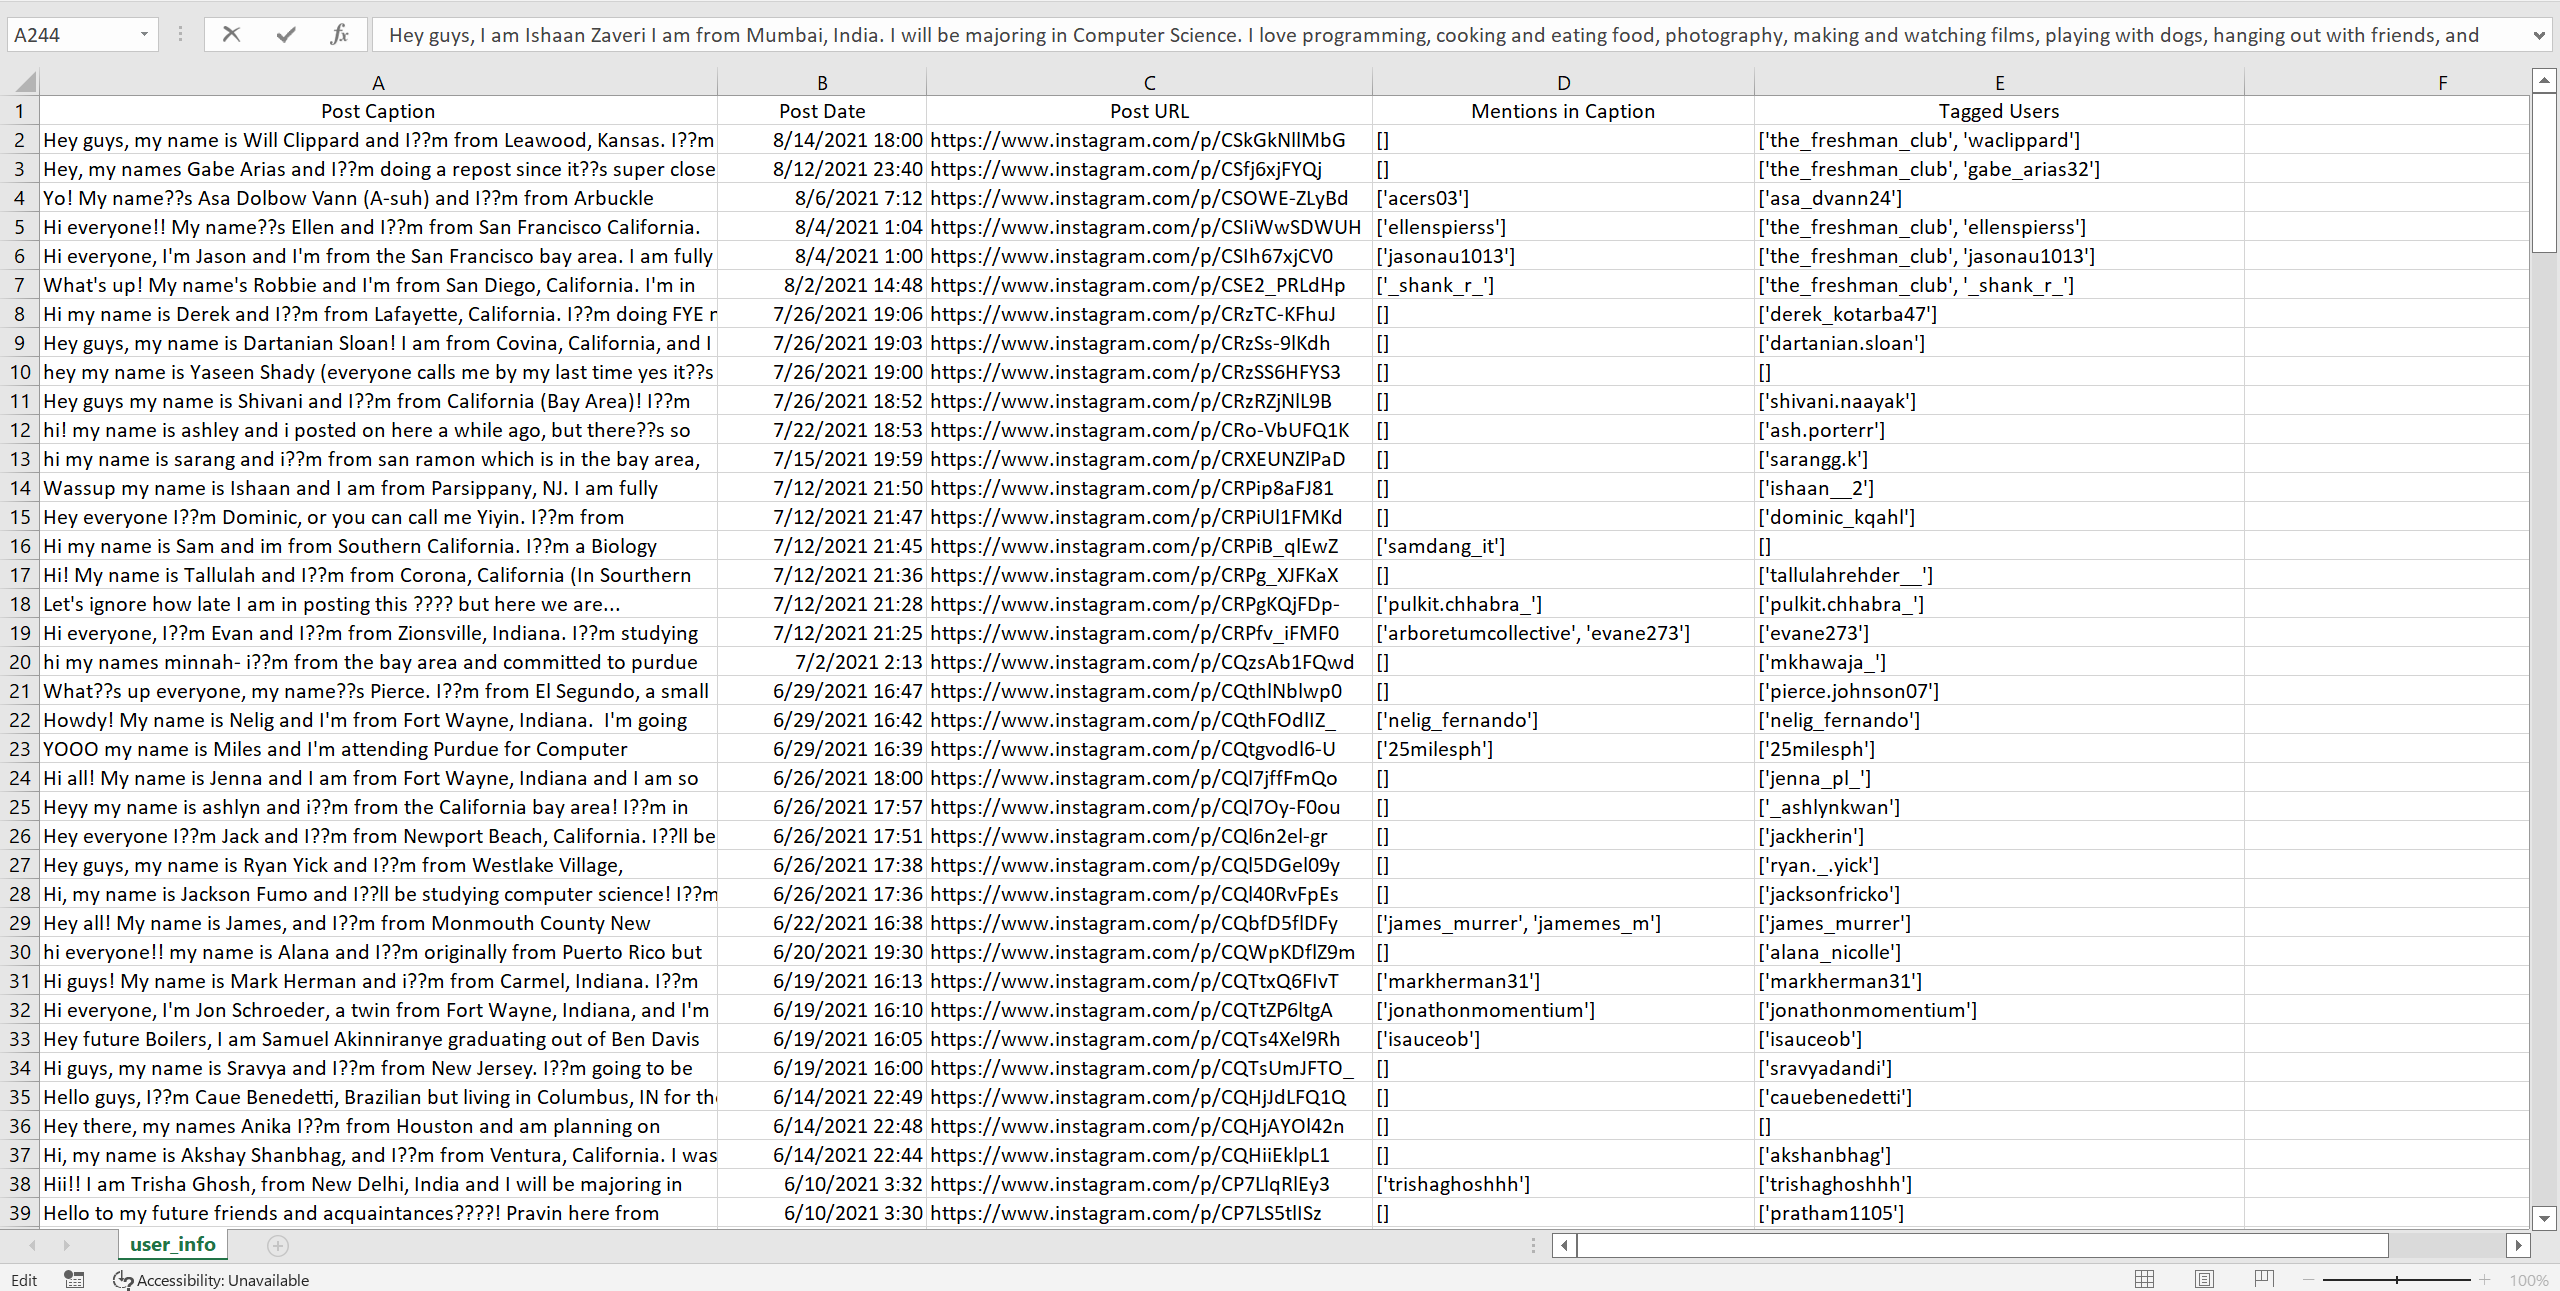 A244
Hey guys, I am Ishaan Zaveri I am from Mumbai, India. I will be majoring in Computer Science. I love programming, cooking and eating food, photography, making and watching films, playing with dogs, hanging out with friends, and
A B C D E F
1 Post Caption Post Date Post URL Mentions in Caption Tagged Users
2 Hey guys, my name is Will Clippard and I??m from Leawood, Kansas. I??m 8/14/2021 18:00 https://www.instagram.com/p/CSkGkNllMbG [] ['the_freshman_club', 'waclippard']
3 Hey, my names Gabe Arias and I??m doing a repost since it??s super close 8/12/2021 23:40 https://www.instagram.com/p/CSfj6xjFYQj [] ['the_freshman_club', 'gabe_arias32']
4 Yo! My name??s Asa Dolbow Vann (A-suh) and I??m from Arbuckle 8/6/2021 7:12 https://www.instagram.com/p/CSOWE-ZLyBd ['acers03'] ['asa_dvann24']
5 Hi everyone!! My name??s Ellen and I??m from San Francisco California. 8/4/2021 1:04 https://www.instagram.com/p/CSIiWwSDWUH ['ellenspierss'] ['the_freshman_club', 'ellenspierss']
6 Hi everyone, I'm Jason and I'm from the San Francisco bay area. I am fully 8/4/2021 1:00 https://www.instagram.com/p/CSIh67xjCV0 ['jasonau1013'] ['the_freshman_club', 'jasonau1013']
7 What's up! My name's Robbie and I'm from San Diego, California. I'm in 8/2/2021 14:48 https://www.instagram.com/p/CSE2_PRLdHp ['_shank_r_'] ['the_freshman_club', '_shank_r_']
8 Hi my name is Derek and I??m from Lafayette, California. I??m doing FYE r 7/26/2021 19:06 https://www.instagram.com/p/CRzTC-KFhuJ [] ['derek_kotarba47']
9 Hey guys, my name is Dartanian Sloan! I am from Covina, California, and I 7/26/2021 19:03 https://www.instagram.com/p/CRzSs-9lKdh [] ['dartanian.sloan']
10 hey my name is Yaseen Shady (everyone calls me by my last time yes it??s 7/26/2021 19:00 https://www.instagram.com/p/CRzSS6HFYS3 [] []
11 Hey guys my name is Shivani and I??m from California (Bay Area)! I??m 7/26/2021 18:52 https://www.instagram.com/p/CRzRZjNlL9B [] ['shivani.naayak']
12 hi! my name is ashley and i posted on here a while ago, but there??s so 7/22/2021 18:53 https://www.instagram.com/p/CRo-VbUFQ1K [] ['ash.porterr']
13 hi my name is sarang and i??m from san ramon which is in the bay area, 7/15/2021 19:59 https://www.instagram.com/p/CRXEUNZlPaD [] ['sarangg.k']
14 Wassup my name is Ishaan and I am from Parsippany, NJ. I am fully 7/12/2021 21:50 https://www.instagram.com/p/CRPip8aFJ81 [] ['ishaan__2']
15 Hey everyone I??m Dominic, or you can call me Yiyin. I??m from 7/12/2021 21:47 https://www.instagram.com/p/CRPiUl1FMKd [] ['dominic_kqahl']
16 Hi my name is Sam and im from Southern California. I??m a Biology 7/12/2021 21:45 https://www.instagram.com/p/CRPiB_qlEwZ ['samdang_it'] []
17 Hi! My name is Tallulah and I??m from Corona, California (In Sourthern 7/12/2021 21:36 https://www.instagram.com/p/CRPg_XJFKaX [] ['tallulahrehder__']
18 Let's ignore how late I am in posting this ???? but here we are... 7/12/2021 21:28 https://www.instagram.com/p/CRPgKQjFDp- ['pulkit.chhabra_'] ['pulkit.chhabra_']
19 Hi everyone, I??m Evan and I??m from Zionsville, Indiana. I??m studying 7/12/2021 21:25 https://www.instagram.com/p/CRPfv_iFMF0 ['arboretumcollective', 'evane273'] ['evane273']
20 hi my names minnah- i??m from the bay area and committed to purdue 7/2/2021 2:13 https://www.instagram.com/p/CQzsAb1FQwd [] ['mkhawaja_']
21 What??s up everyone, my name??s Pierce. I??m from El Segundo, a small 6/29/2021 16:47 https://www.instagram.com/p/CQthlNblwp0 [] ['pierce.johnson07']
22 Howdy! My name is Nelig and I'm from Fort Wayne, Indiana.  I'm going 6/29/2021 16:42 https://www.instagram.com/p/CQthFOdlIZ_ ['nelig_fernando'] ['nelig_fernando']
23 YOOO my name is Miles and I'm attending Purdue for Computer 6/29/2021 16:39 https://www.instagram.com/p/CQtgvodl6-U ['25milesph'] ['25milesph']
24 Hi all! My name is Jenna and I am from Fort Wayne, Indiana and I am so 6/26/2021 18:00 https://www.instagram.com/p/CQl7jffFmQo [] ['jenna_pl_']
25 Heyy my name is ashlyn and i??m from the California bay area! I??m in 6/26/2021 17:57 https://www.instagram.com/p/CQl7Oy-F0ou [] ['_ashlynkwan']
26 Hey everyone I??m Jack and I??m from Newport Beach, California. I??ll be 6/26/2021 17:51 https://www.instagram.com/p/CQl6n2el-gr [] ['jackherin']
27 Hey guys, my name is Ryan Yick and I??m from Westlake Village, 6/26/2021 17:38 https://www.instagram.com/p/CQl5DGel09y [] ['ryan._.yick']
28 Hi, my name is Jackson Fumo and I??ll be studying computer science! I??m 6/26/2021 17:36 https://www.instagram.com/p/CQl40RvFpEs [] ['jacksonfricko']
29 Hey all! My name is James, and I??m from Monmouth County New 6/22/2021 16:38 https://www.instagram.com/p/CQbfD5flDFy ['james_murrer', 'jamemes_m'] ['james_murrer']
30 hi everyone!! my name is Alana and I??m originally from Puerto Rico but 6/20/2021 19:30 https://www.instagram.com/p/CQWpKDflZ9m [] ['alana_nicolle']
31 Hi guys! My name is Mark Herman and i??m from Carmel, Indiana. I??m 6/19/2021 16:13 https://www.instagram.com/p/CQTtxQ6FIvT ['markherman31'] ['markherman31']
32 Hi everyone, I'm Jon Schroeder, a twin from Fort Wayne, Indiana, and I'm 6/19/2021 16:10 https://www.instagram.com/p/CQTtZP6ltgA ['jonathonmomentium'] ['jonathonmomentium']
33 Hey future Boilers, I am Samuel Akinniranye graduating out of Ben Davis 6/19/2021 16:05 https://www.instagram.com/p/CQTs4Xel9Rh ['isauceob'] ['isauceob']
34 Hi guys, my name is Sravya and I??m from New Jersey. I??m going to be 6/19/2021 16:00 https://www.instagram.com/p/CQTsUmJFTO_ [] ['sravyadandi']
35 Hello guys, I??m Caue Benedetti, Brazilian but living in Columbus, IN for the 6/14/2021 22:49 https://www.instagram.com/p/CQHjJdLFQ1Q [] ['cauebenedetti']
36 Hey there, my names Anika I??m from Houston and am planning on 6/14/2021 22:48 https://www.instagram.com/p/CQHjAYOl42n [] []
37 Hi, my name is Akshay Shanbhag, and I??m from Ventura, California. I was 6/14/2021 22:44 https://www.instagram.com/p/CQHiiEklpL1 [] ['akshanbhag']
38 Hii!! I am Trisha Ghosh, from New Delhi, India and I will be majoring in 6/10/2021 3:32 https://www.instagram.com/p/CP7LlqRlEy3 ['trishaghoshhh'] ['trishaghoshhh']
39 Hello to my future friends and acquaintances????! Pravin here from 6/10/2021 3:30 https://www.instagram.com/p/CP7LS5tlISz [] ['pratham1105']
user_info
Edit Accessibility: Unavailable 100%